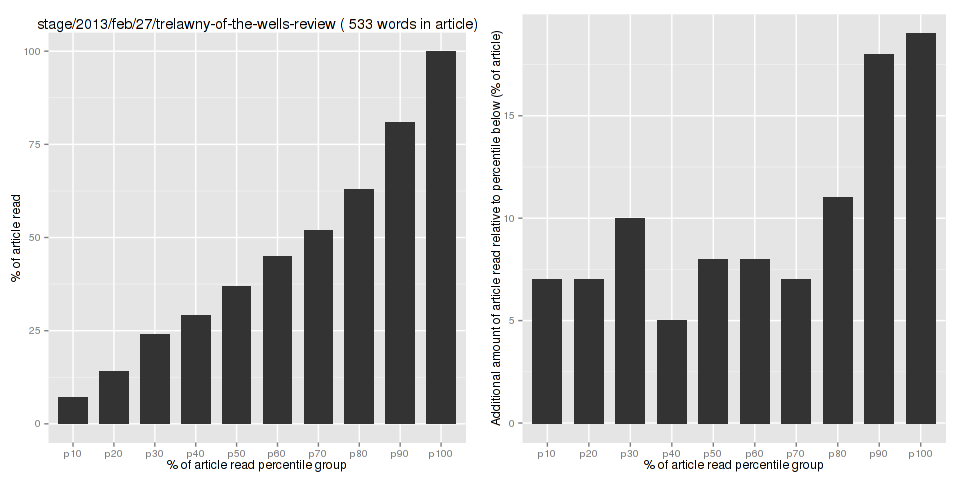 stage/2013/feb/27/trelawny-of-the-wells-review ( 533 words in article)
% of article read
100
75
50
25
0
p10 p20 p30 p40 p50 p60 p70 p80 p90 p100
% of article read percentile group
Additional amount of article read relative to percentile below (% of article)
15
10
5
0
p10 p20 p30 p40 p50 p60 p70 p80 p90 p100
% of article read percentile group